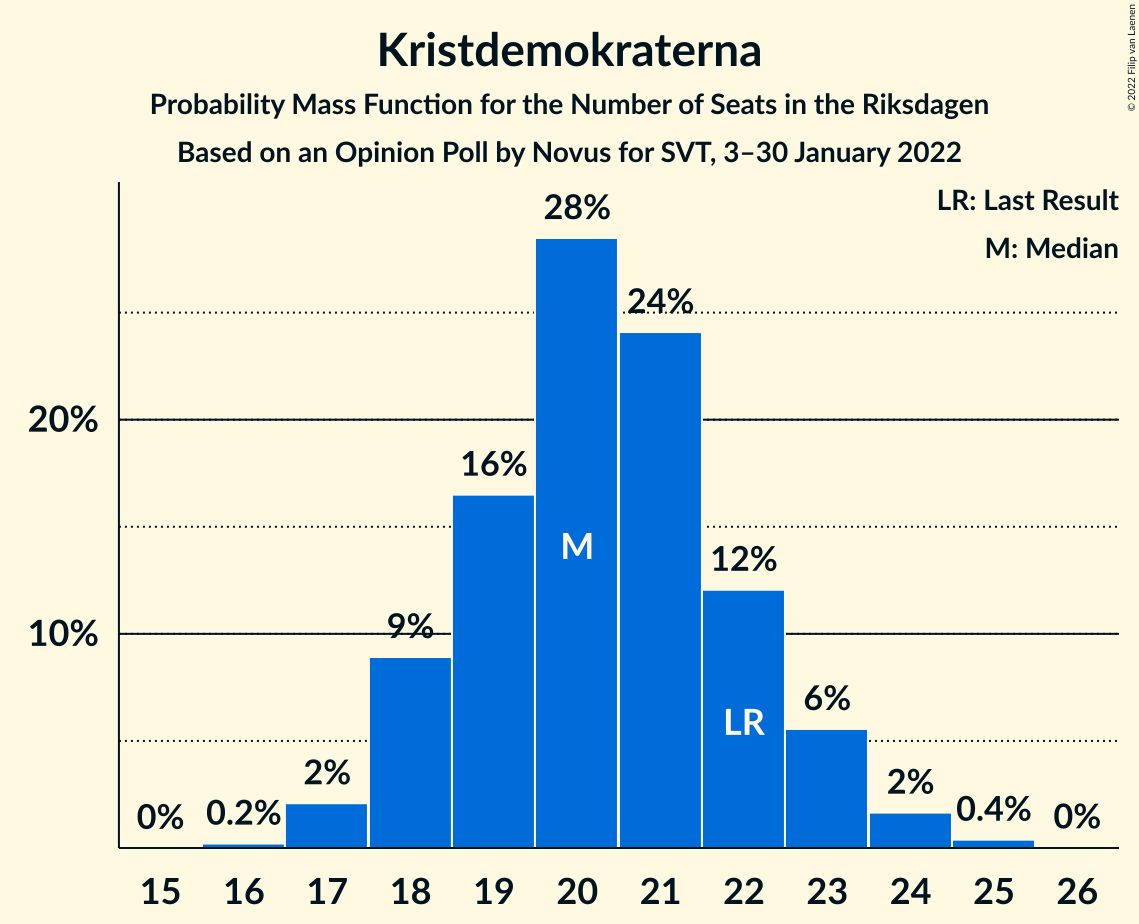 Kristdemokraterna
Probability Mass Function for the Number of Seats in the Riksdagen
Based on an Opinion Poll by Novus for SVT, 3–30 January 2022
© 2022 Filip van Laenen
LR: Last Result
M: Median
28%
24%
20%
16%
M
12%
10%
9%
6%
LR
2%
2%
0%
0.2%
0.4%
0%
15 16 17 18 19 20 21 22 23 24 25 26